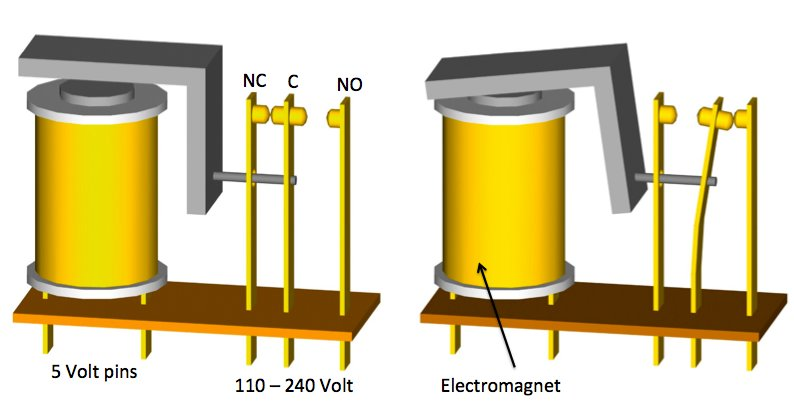 NC
C
NO
5 Volt pins
110 – 240 Volt
Electromagnet